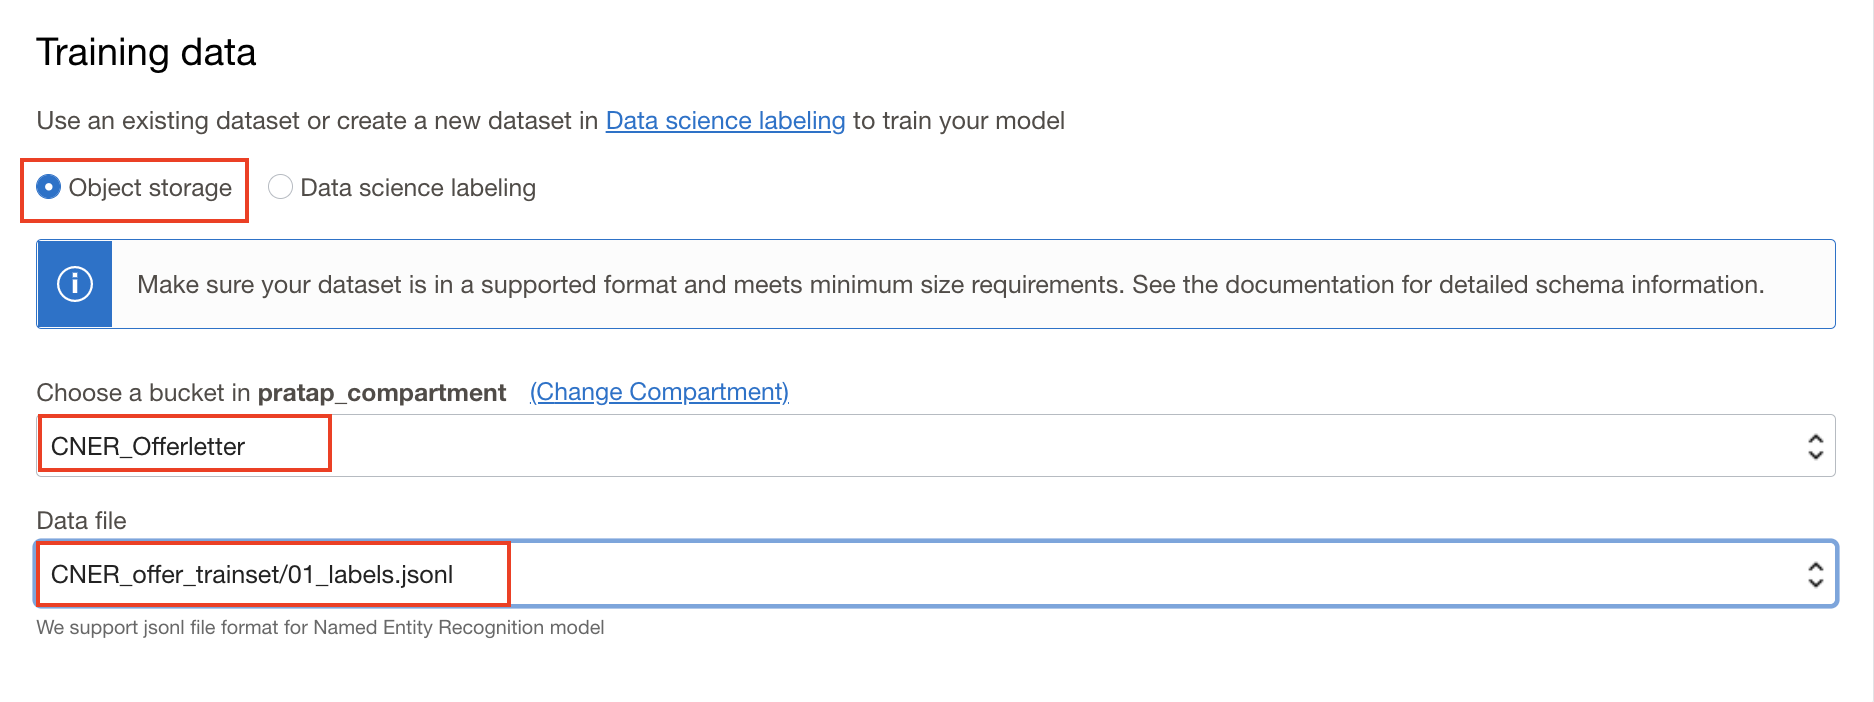 Training data
Use an existing dataset or create a new dataset in Data science labeling to train your model
Object storage Data science labeling
Make sure your dataset is in a supported format and meets minimum size requirements. See the documentation for detailed schema information.
Choose a bucket in pratap_compartment (Change Compartment)
CNER_Offerletter
Data file
CNER_offer_trainset/01_labels.jsonl
We support jsonl file format for Named Entity Recognition model